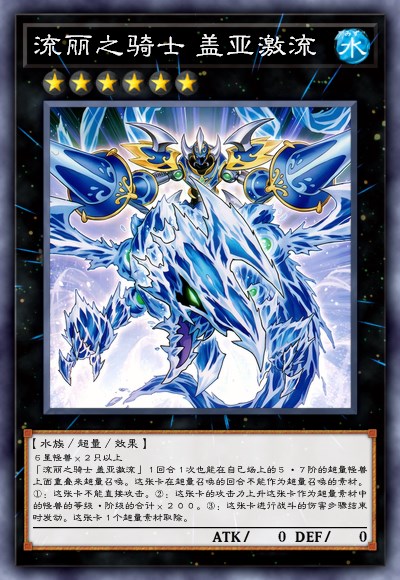 流丽之骑士 盖亚激流
水
【水族／超量／效果】
６星怪兽×２只以上
「流丽之骑士 盖亚激流」１回合１次也能在自己场上的５・７阶的超量怪兽
上面重叠来超量召唤。这张卡在超量召唤的回合不能作为超量召唤的素材。
①：这张卡不能直接攻击。②：这张卡的攻击力上升这张卡作为超量素材中
的怪兽的等级・阶级的合计×２００。③：这张卡进行战斗的伤害步骤结束
时发动。这张卡１个超量素材取除。
ATK/ 0 DEF/ 0